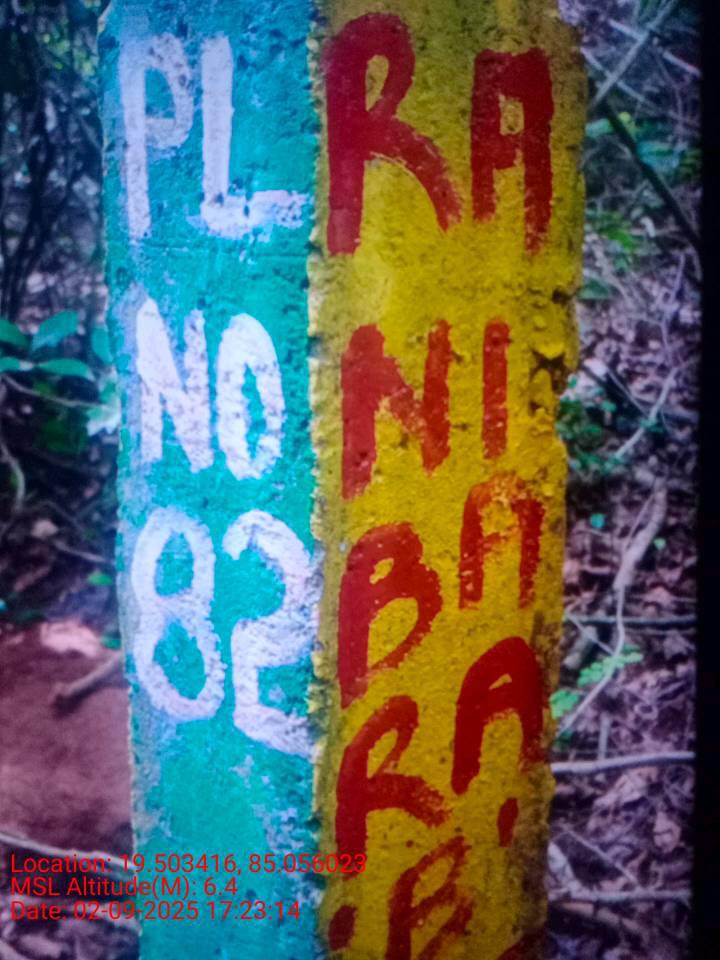 PL
NO
82
RA
NI
BA
RA
.B.
Location: 19.503416, 85.056023
MSL Altitude(M): 6.4
Date: 02-09-2025 17:23:14